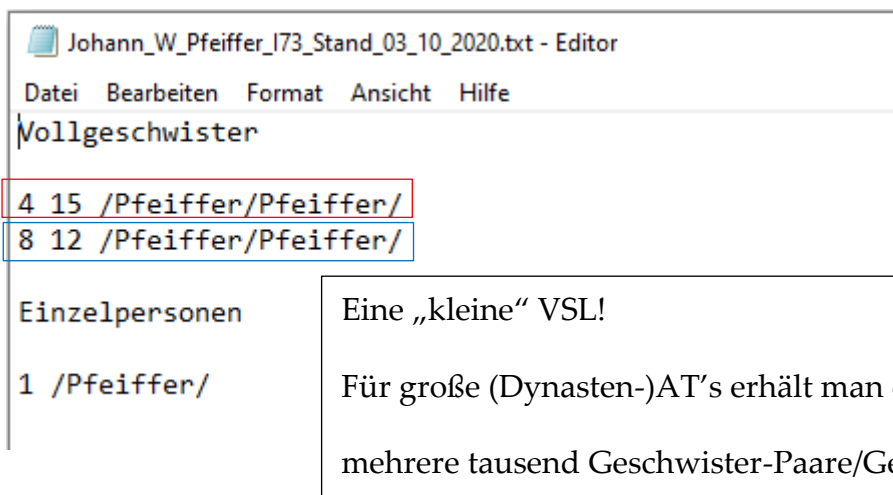 Johann_W_Pfeiffer_I73_Stand_03_10_2020.txt - Editor
Datei Bearbeiten Format Ansicht Hilfe
Vollgeschwister
4 15 /Pfeiffer/Pfeiffer/
8 12 /Pfeiffer/Pfeiffer/
Einzelpersonen
1 /Pfeiffer/
Eine „kleine“ VSL!
Für große (Dynasten-)AT's erhält man
mehrere tausend Geschwister-Paare/Ge